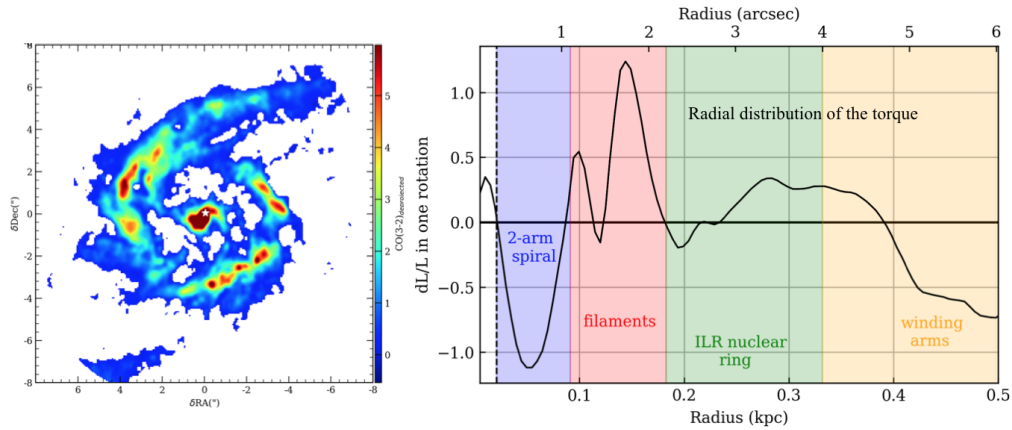 8
6
4
2
0
-2
-4
-6
-8
δDec(")
6
4
2
0
-2
-4
-6
-8
δRA(")
5
4
3
2
1
0
CO(3-2)deprojected
Radius (arcsec)
1
2
3
4
5
6
1.0
0.5
0.0
−0.5
−1.0
dL/L in one rotation
Radial distribution of the torque
2-arm
spiral
filaments
ILR nuclear
ring
winding
arms
0.1
0.2
0.3
0.4
0.5
Radius (kpc)